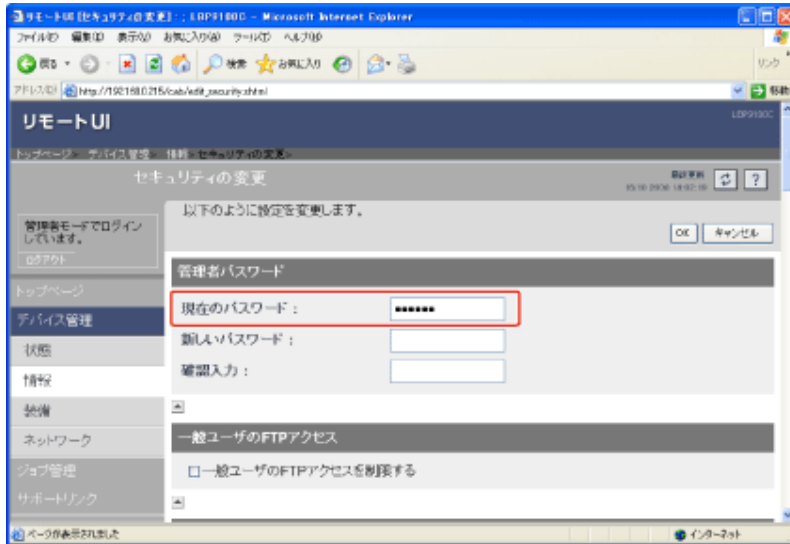 リモートUI [セキュリティの変更] : : LBP9100C - Microsoft Internet Explorer
ファイル(F) 編集(E) 表示(V) お気に入り(A) ツール(T) ヘルプ(H)
戻る 検索 お気に入り リンク
アドレス(D) 移動
リモートUI
LBP9100C
トップページ> デバイス管理> 情報> セキュリティの変更>
セキュリティの変更
最終更新
?
以下のように設定を変更します。
OK キャンセル
管理者モードでログイン
しています。
ログアウト
トップページ
デバイス管理
状態
情報
装備
ネットワーク
ジョブ管理
サポートリンク
管理者パスワード
現在のパスワード : ●●●●●●
新しいパスワード :
確認入力 :
一般ユーザのFTPアクセス
一般ユーザのFTPアクセスを制限する
ページが表示されました
インターネット